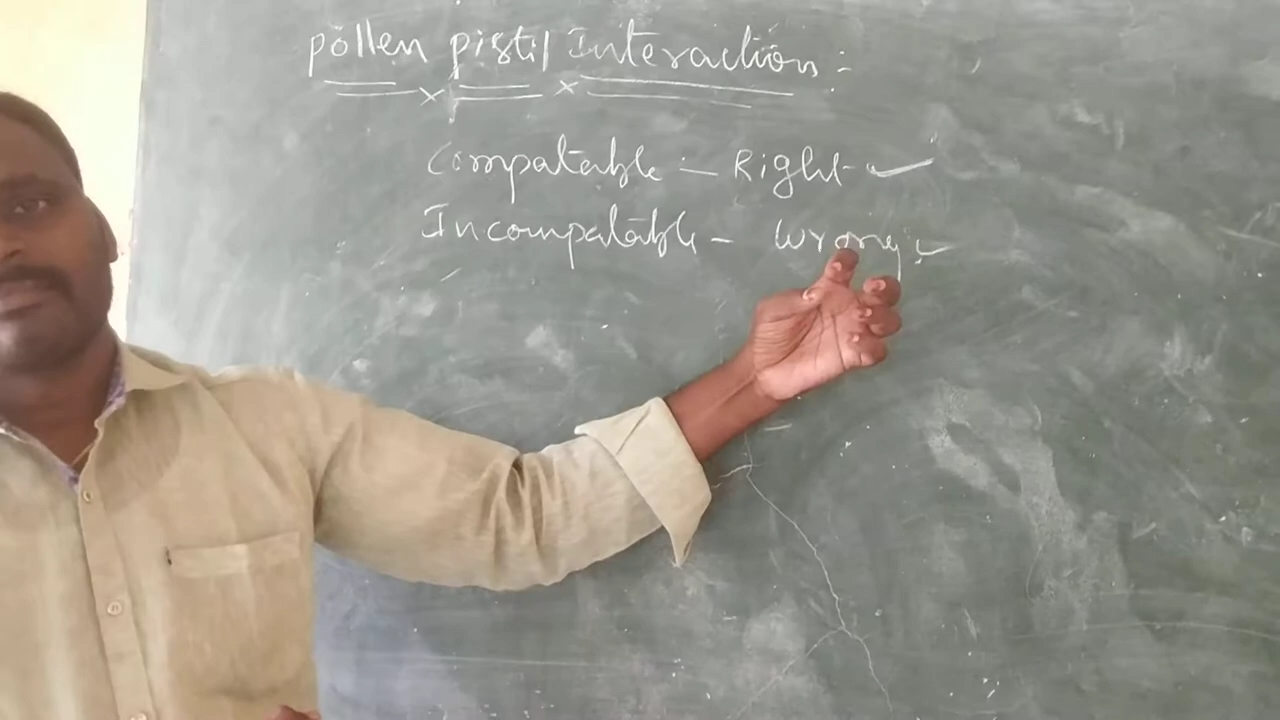 pollen pistil Interaction:
Compatable - Right
Incompatable - Wrong